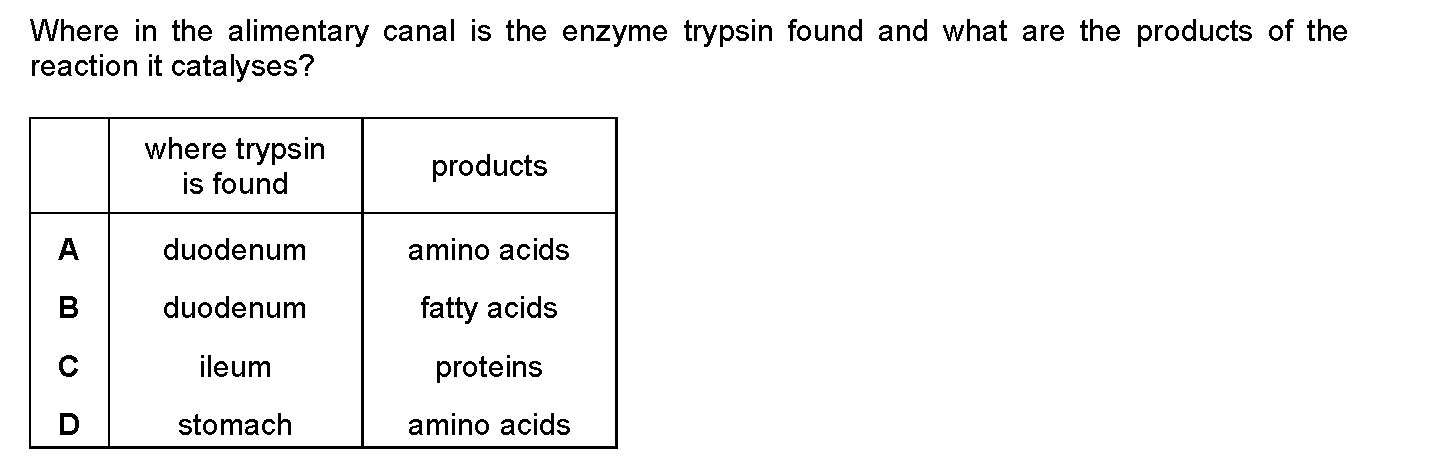 Where in the alimentary canal is the enzyme trypsin found and what are the products of the
reaction it catalyses?
where trypsin
is found
products
A duodenum amino acids
B duodenum fatty acids
C ileum proteins
D stomach amino acids